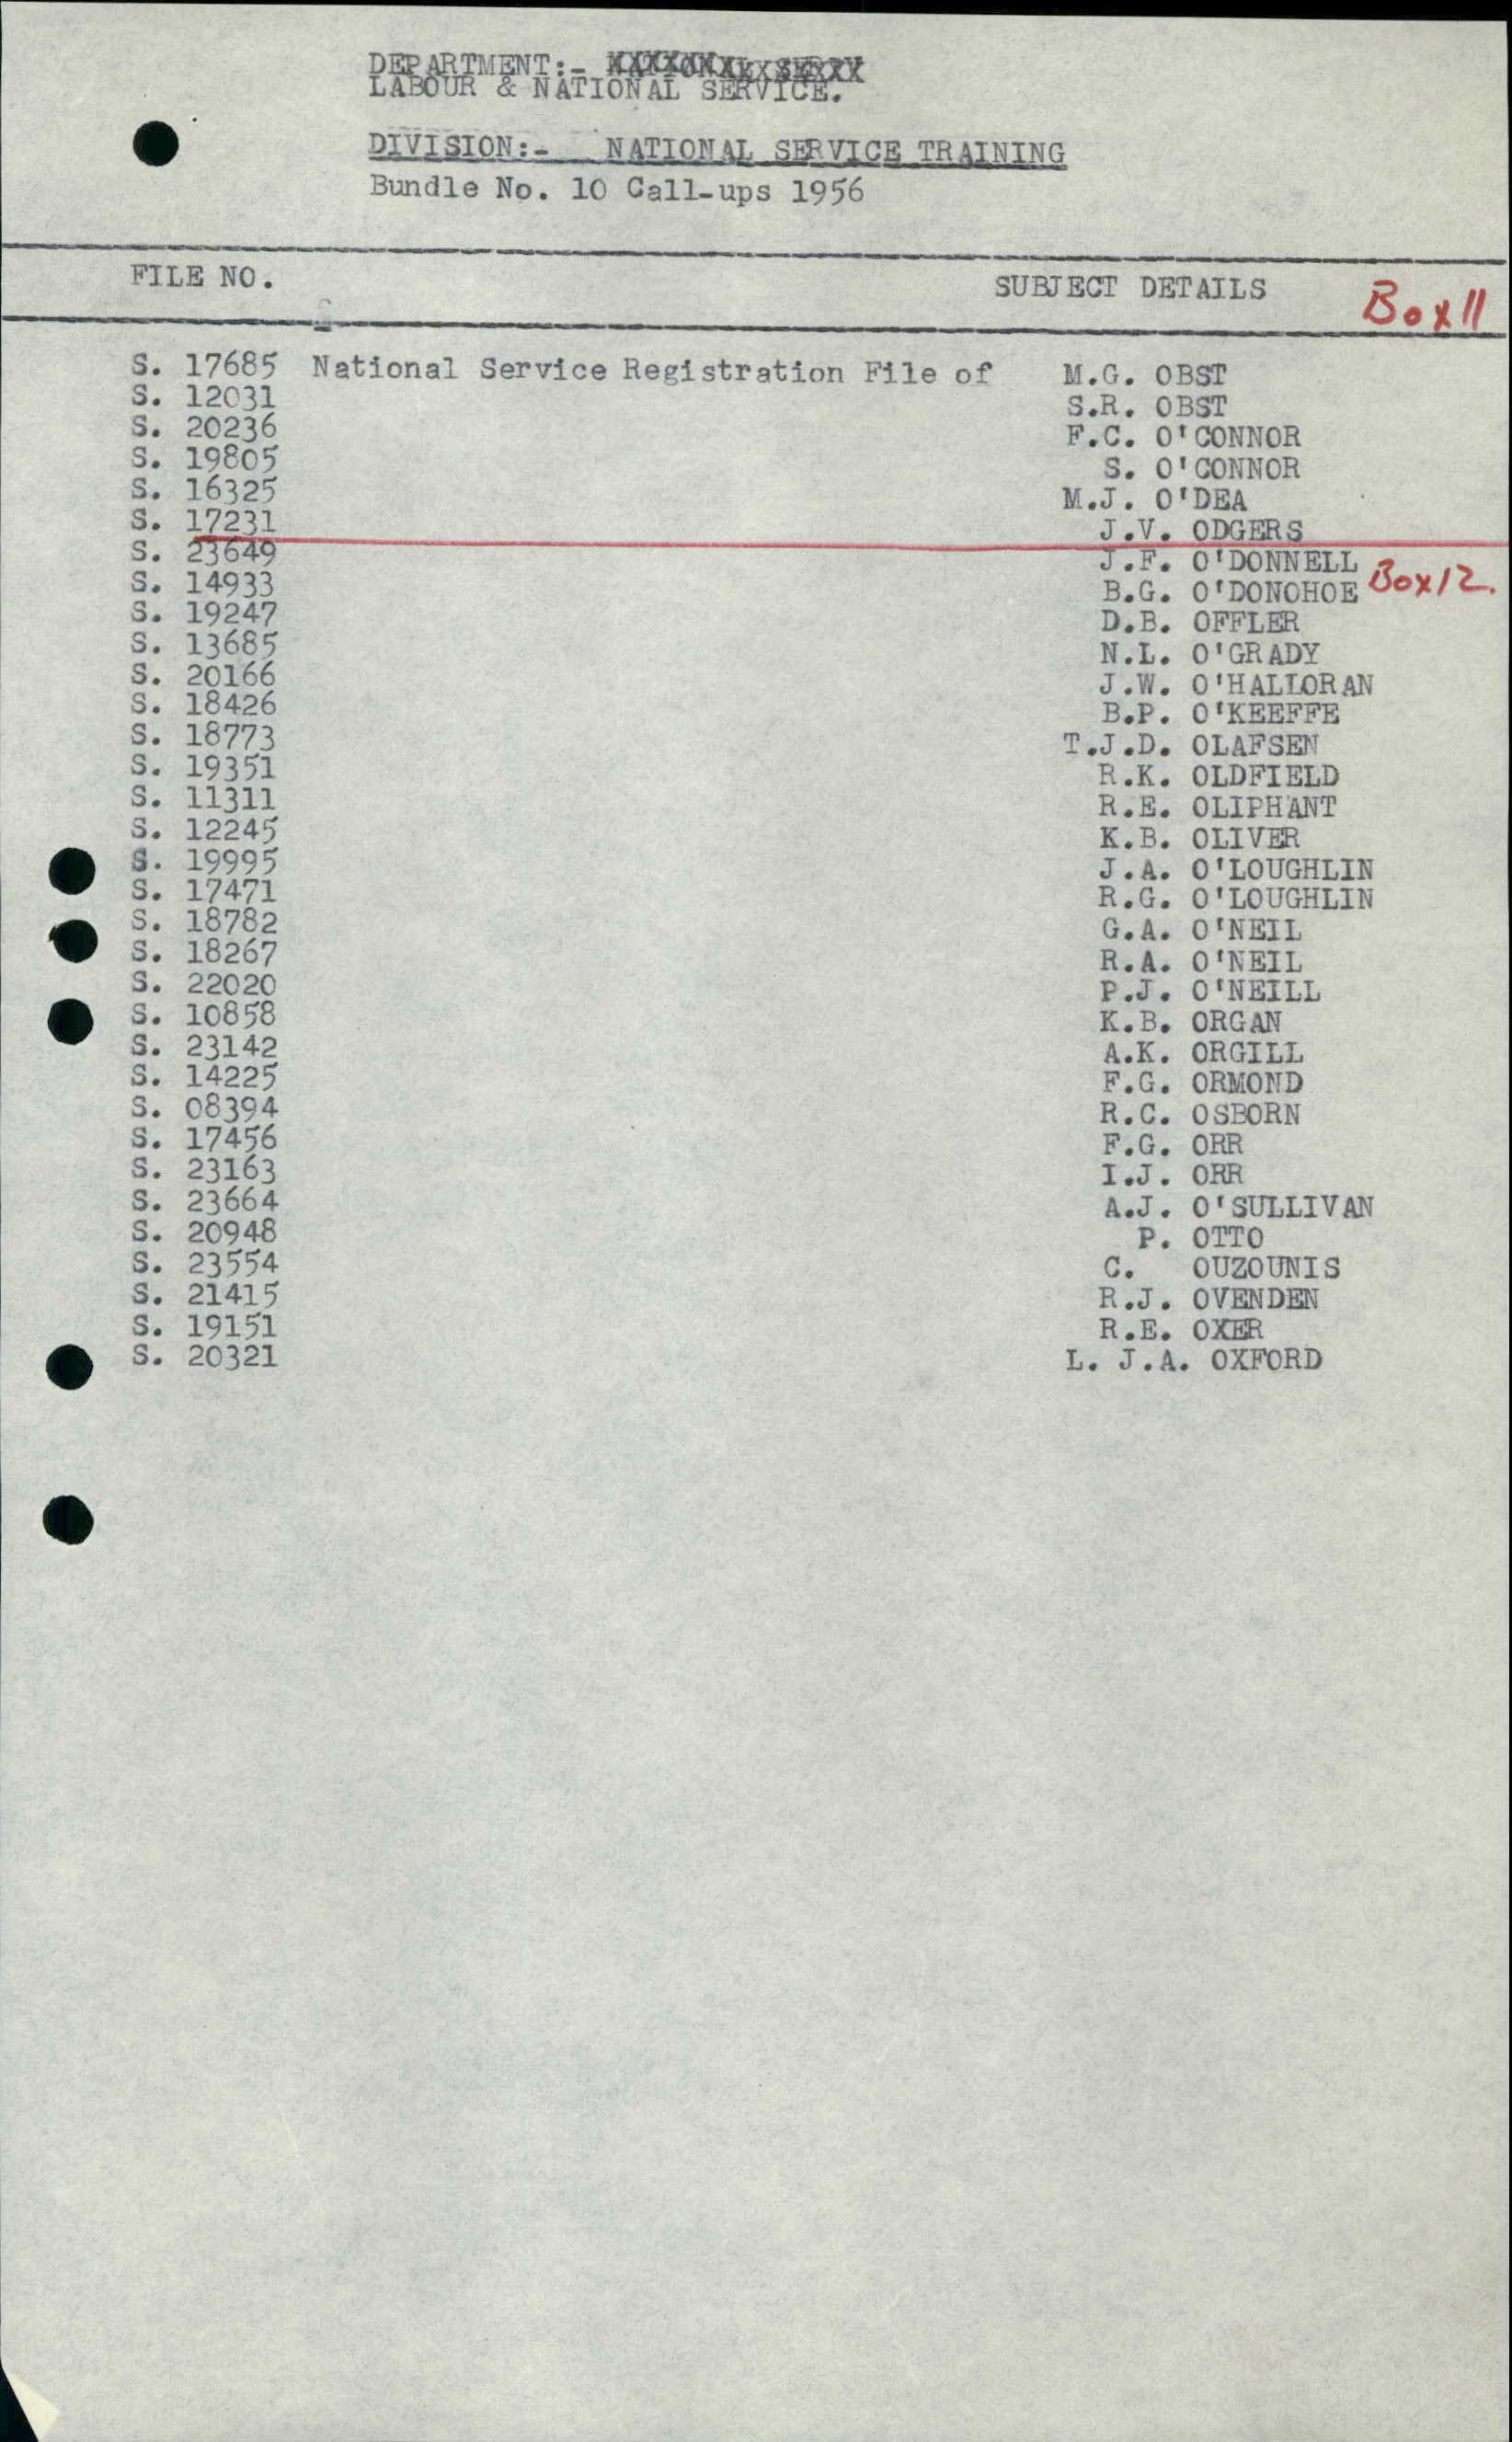 DEPARTMENT:-
LABOUR & NATIONAL SERVICE.
DIVISION:- NATIONAL SERVICE TRAINING
Bundle No. 10 Call-ups 1956
FILE NO. SUBJECT DETAILS Box 11
S. 17685 National Service Registration File of M.G. OBST
S. 12031 S.R. OBST
S. 20236 F.C. O'CONNOR
S. 19805 S. O'CONNOR
S. 16325 M.J. O'DEA
S. 17231 J.V. ODGERS
S. 23649 J.F. O'DONNELL
S. 14933 B.G. O'DONOHOE Box 12.
S. 19247 D.B. OFFLER
S. 13685 N.L. O'GRADY
S. 20166 J.W. O'HALLORAN
S. 18426 B.P. O'KEEFFE
S. 18773 T.J.D. OLAFSEN
S. 19351 R.K. OLDFIELD
S. 11311 R.E. OLIPHANT
S. 12245 K.B. OLIVER
S. 19995 J.A. O'LOUGHLIN
S. 17471 R.G. O'LOUGHLIN
S. 18782 G.A. O'NEIL
S. 18267 R.A. O'NEIL
S. 22020 P.J. O'NEILL
S. 10858 K.B. ORGAN
S. 23142 A.K. ORGILL
S. 14225 F.G. ORMOND
S. 08394 R.C. OSBORN
S. 17456 F.G. ORR
S. 23163 I.J. ORR
S. 23664 A.J. O'SULLIVAN
S. 20948 P. OTTO
S. 23554 C. OUZOUNIS
S. 21415 R.J. OVENDEN
S. 19151 R.E. OXER
S. 20321 L. J.A. OXFORD